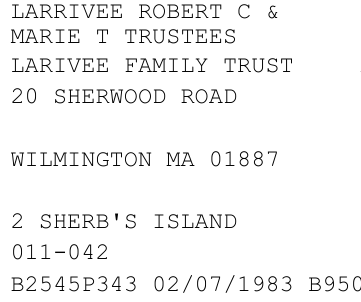 LARRIVEE ROBERT C &
MARIE T TRUSTEES
LARIVEE FAMILY TRUST
20 SHERWOOD ROAD
WILMINGTON MA 01887
2 SHERB'S ISLAND
011-042
B2545P343 02/07/1983 B950